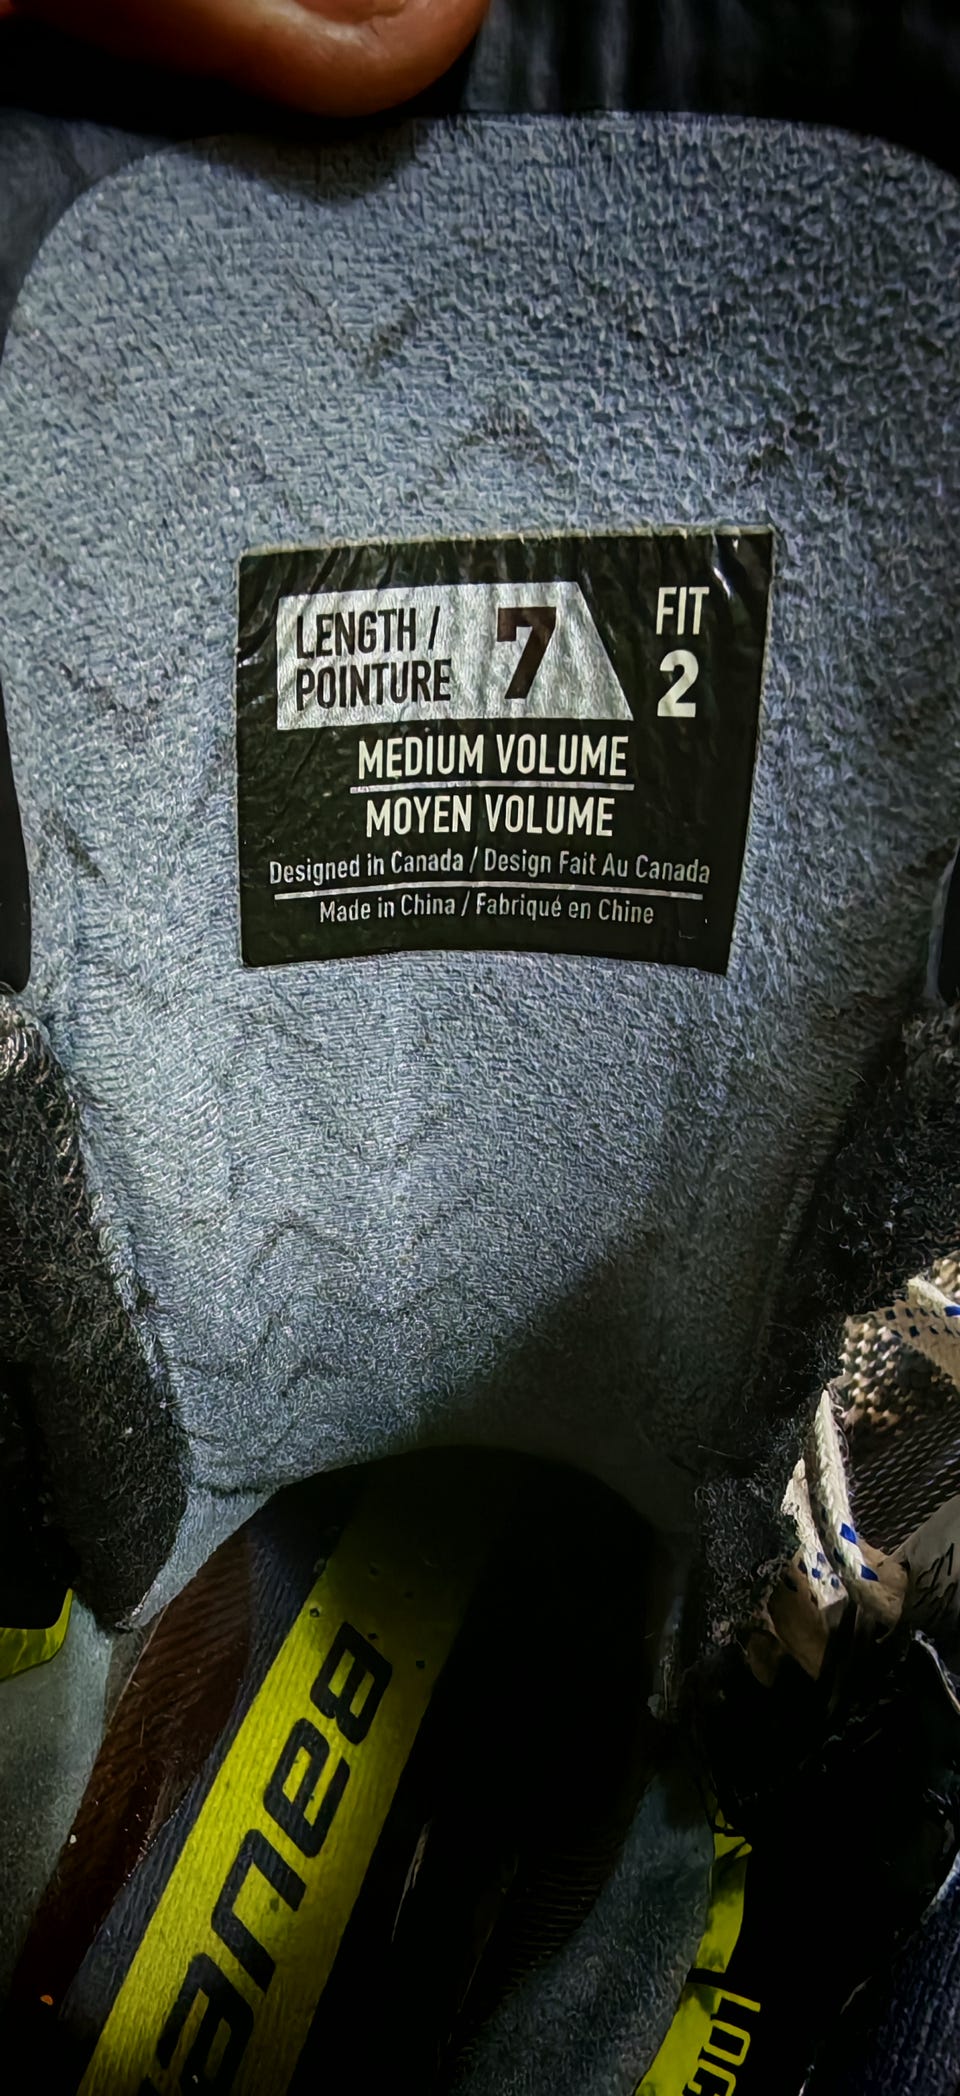 LENGTH /
POINTURE
7
FIT
2
MEDIUM VOLUME
MOYEN VOLUME
Designed in Canada / Design Fait Au Canada
Made in China / Fabriqué en Chine